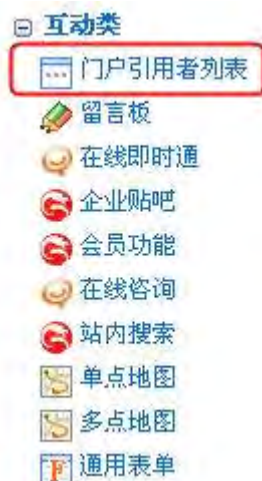 互动类
门户引用者列表
留言板
在线即时通
企业贴吧
会员功能
在线咨询
站内搜索
单点地图
多点地图
通用表单